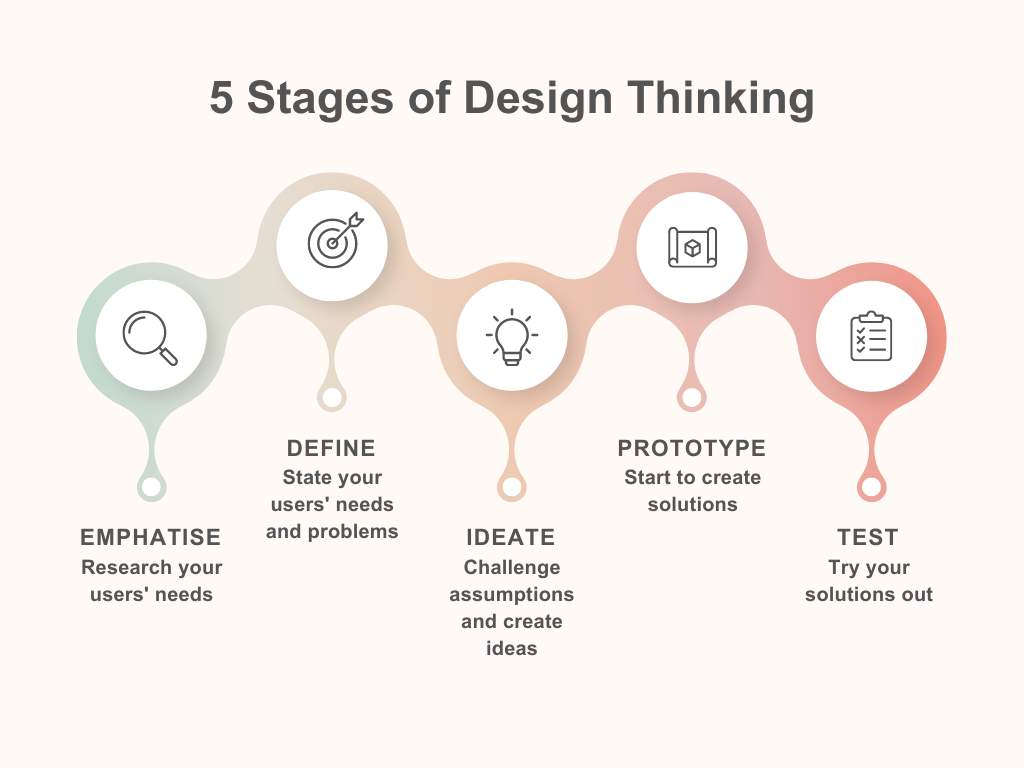 5 Stages of Design Thinking
EMPHATISE
Research your
users' needs
DEFINE
State your
users' needs
and problems
IDEATE
Challenge
assumptions
and create
ideas
PROTOTYPE
Start to create
solutions
TEST
Try your
solutions out